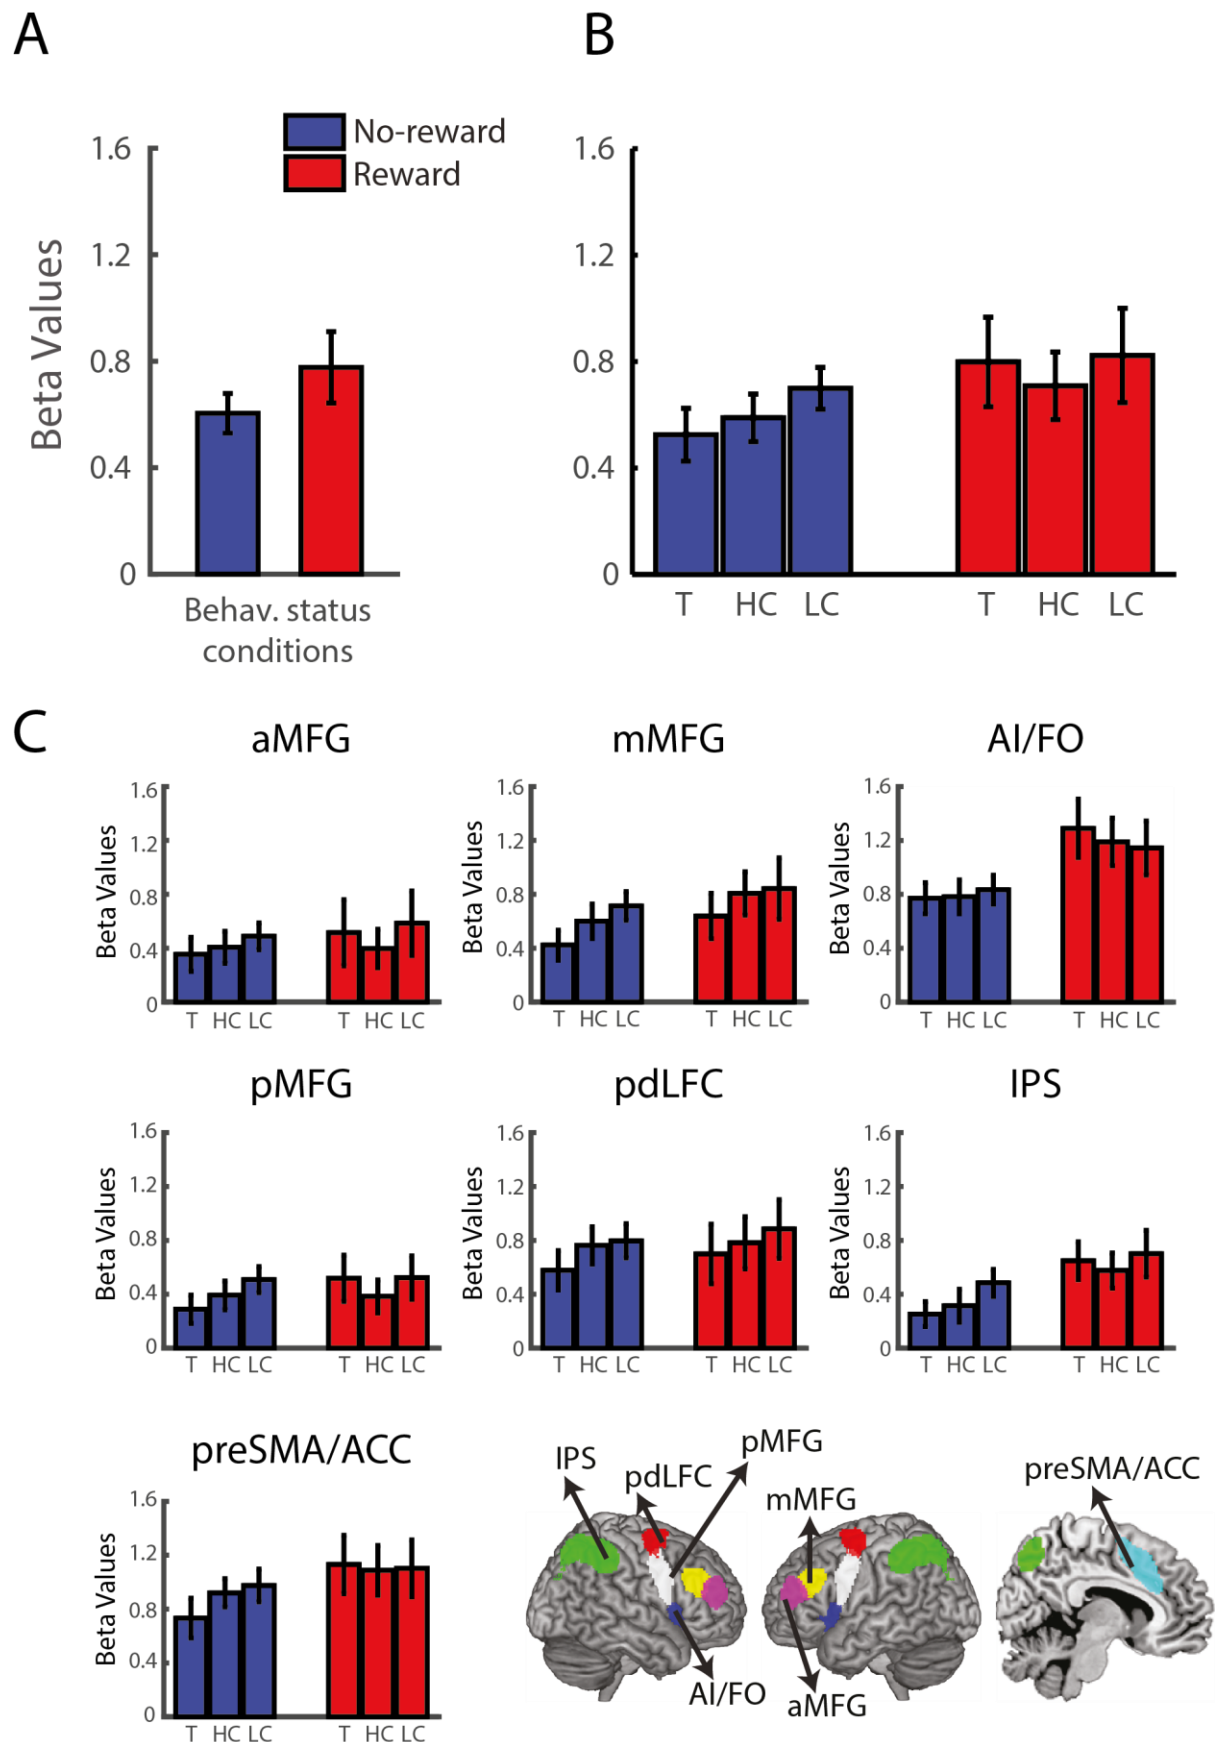 A
B
No-reward
Reward
1.6
1.2
0.8
0.4
0
Beta Values
Behav. status
conditions
1.6
1.2
0.8
0.4
0
T HC LC T HC LC
C
aMFG
1.6
1.2
0.8
0.4
0
Beta Values
T HC LC T HC LC
mMFG
1.6
1.2
0.8
0.4
0
Beta Values
T HC LC T HC LC
AI/FO
1.6
1.2
0.8
0.4
0
Beta Values
T HC LC T HC LC
pMFG
1.6
1.2
0.8
0.4
0
Beta Values
T HC LC T HC LC
pdLFC
1.6
1.2
0.8
0.4
0
Beta Values
T HC LC T HC LC
IPS
1.6
1.2
0.8
0.4
0
Beta Values
T HC LC T HC LC
preSMA/ACC
1.6
1.2
0.8
0.4
0
Beta Values
T HC LC T HC LC
IPS
pdLFC
pMFG
mMFG
preSMA/ACC
AI/FO
aMFG